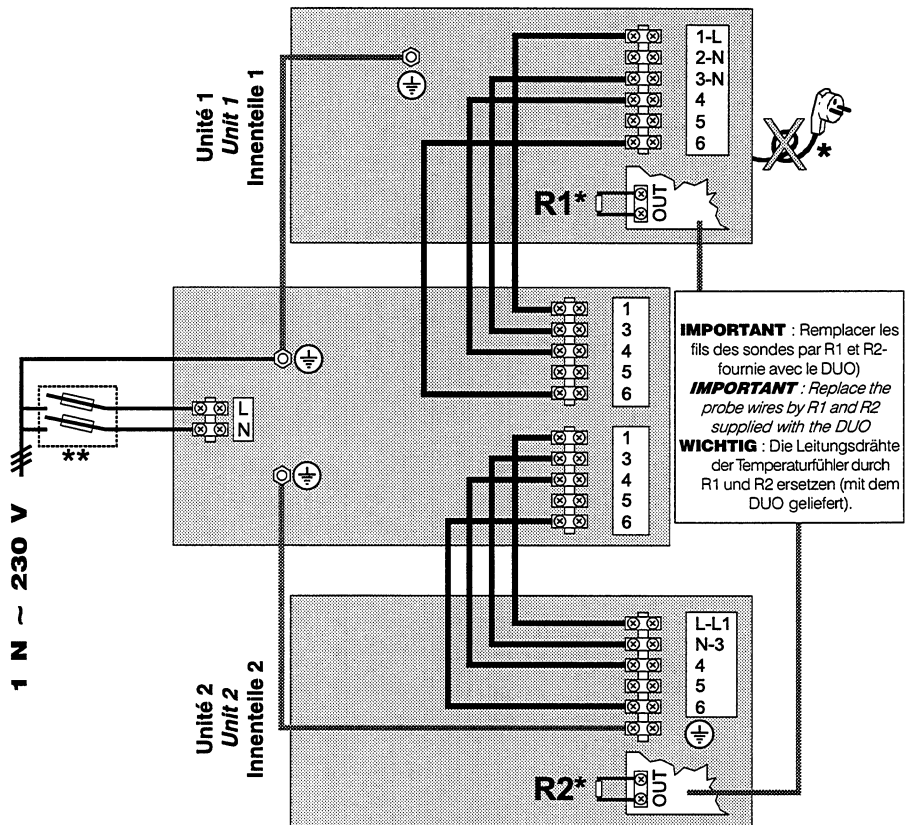 Unité 1
Unit 1
Innenteile 1
1-L
2-N
3-N
4
5
6
*
R1*
OUT
1
3
4
5
6
L
N
**
1 N ~ 230 V
1
3
4
5
6
IMPORTANT : Remplacer les
fils des sondes par R1 et R2-
fournie avec le DUO)
IMPORTANT : Replace the
probe wires by R1 and R2
supplied with the DUO
WICHTIG : Die Leitungsdrähte
der Temperaturfühler durch
R1 und R2 ersetzen (mit dem
DUO geliefert).
Unité 2
Unit 2
Innenteile 2
L-L1
N-3
4
5
6
R2*
OUT